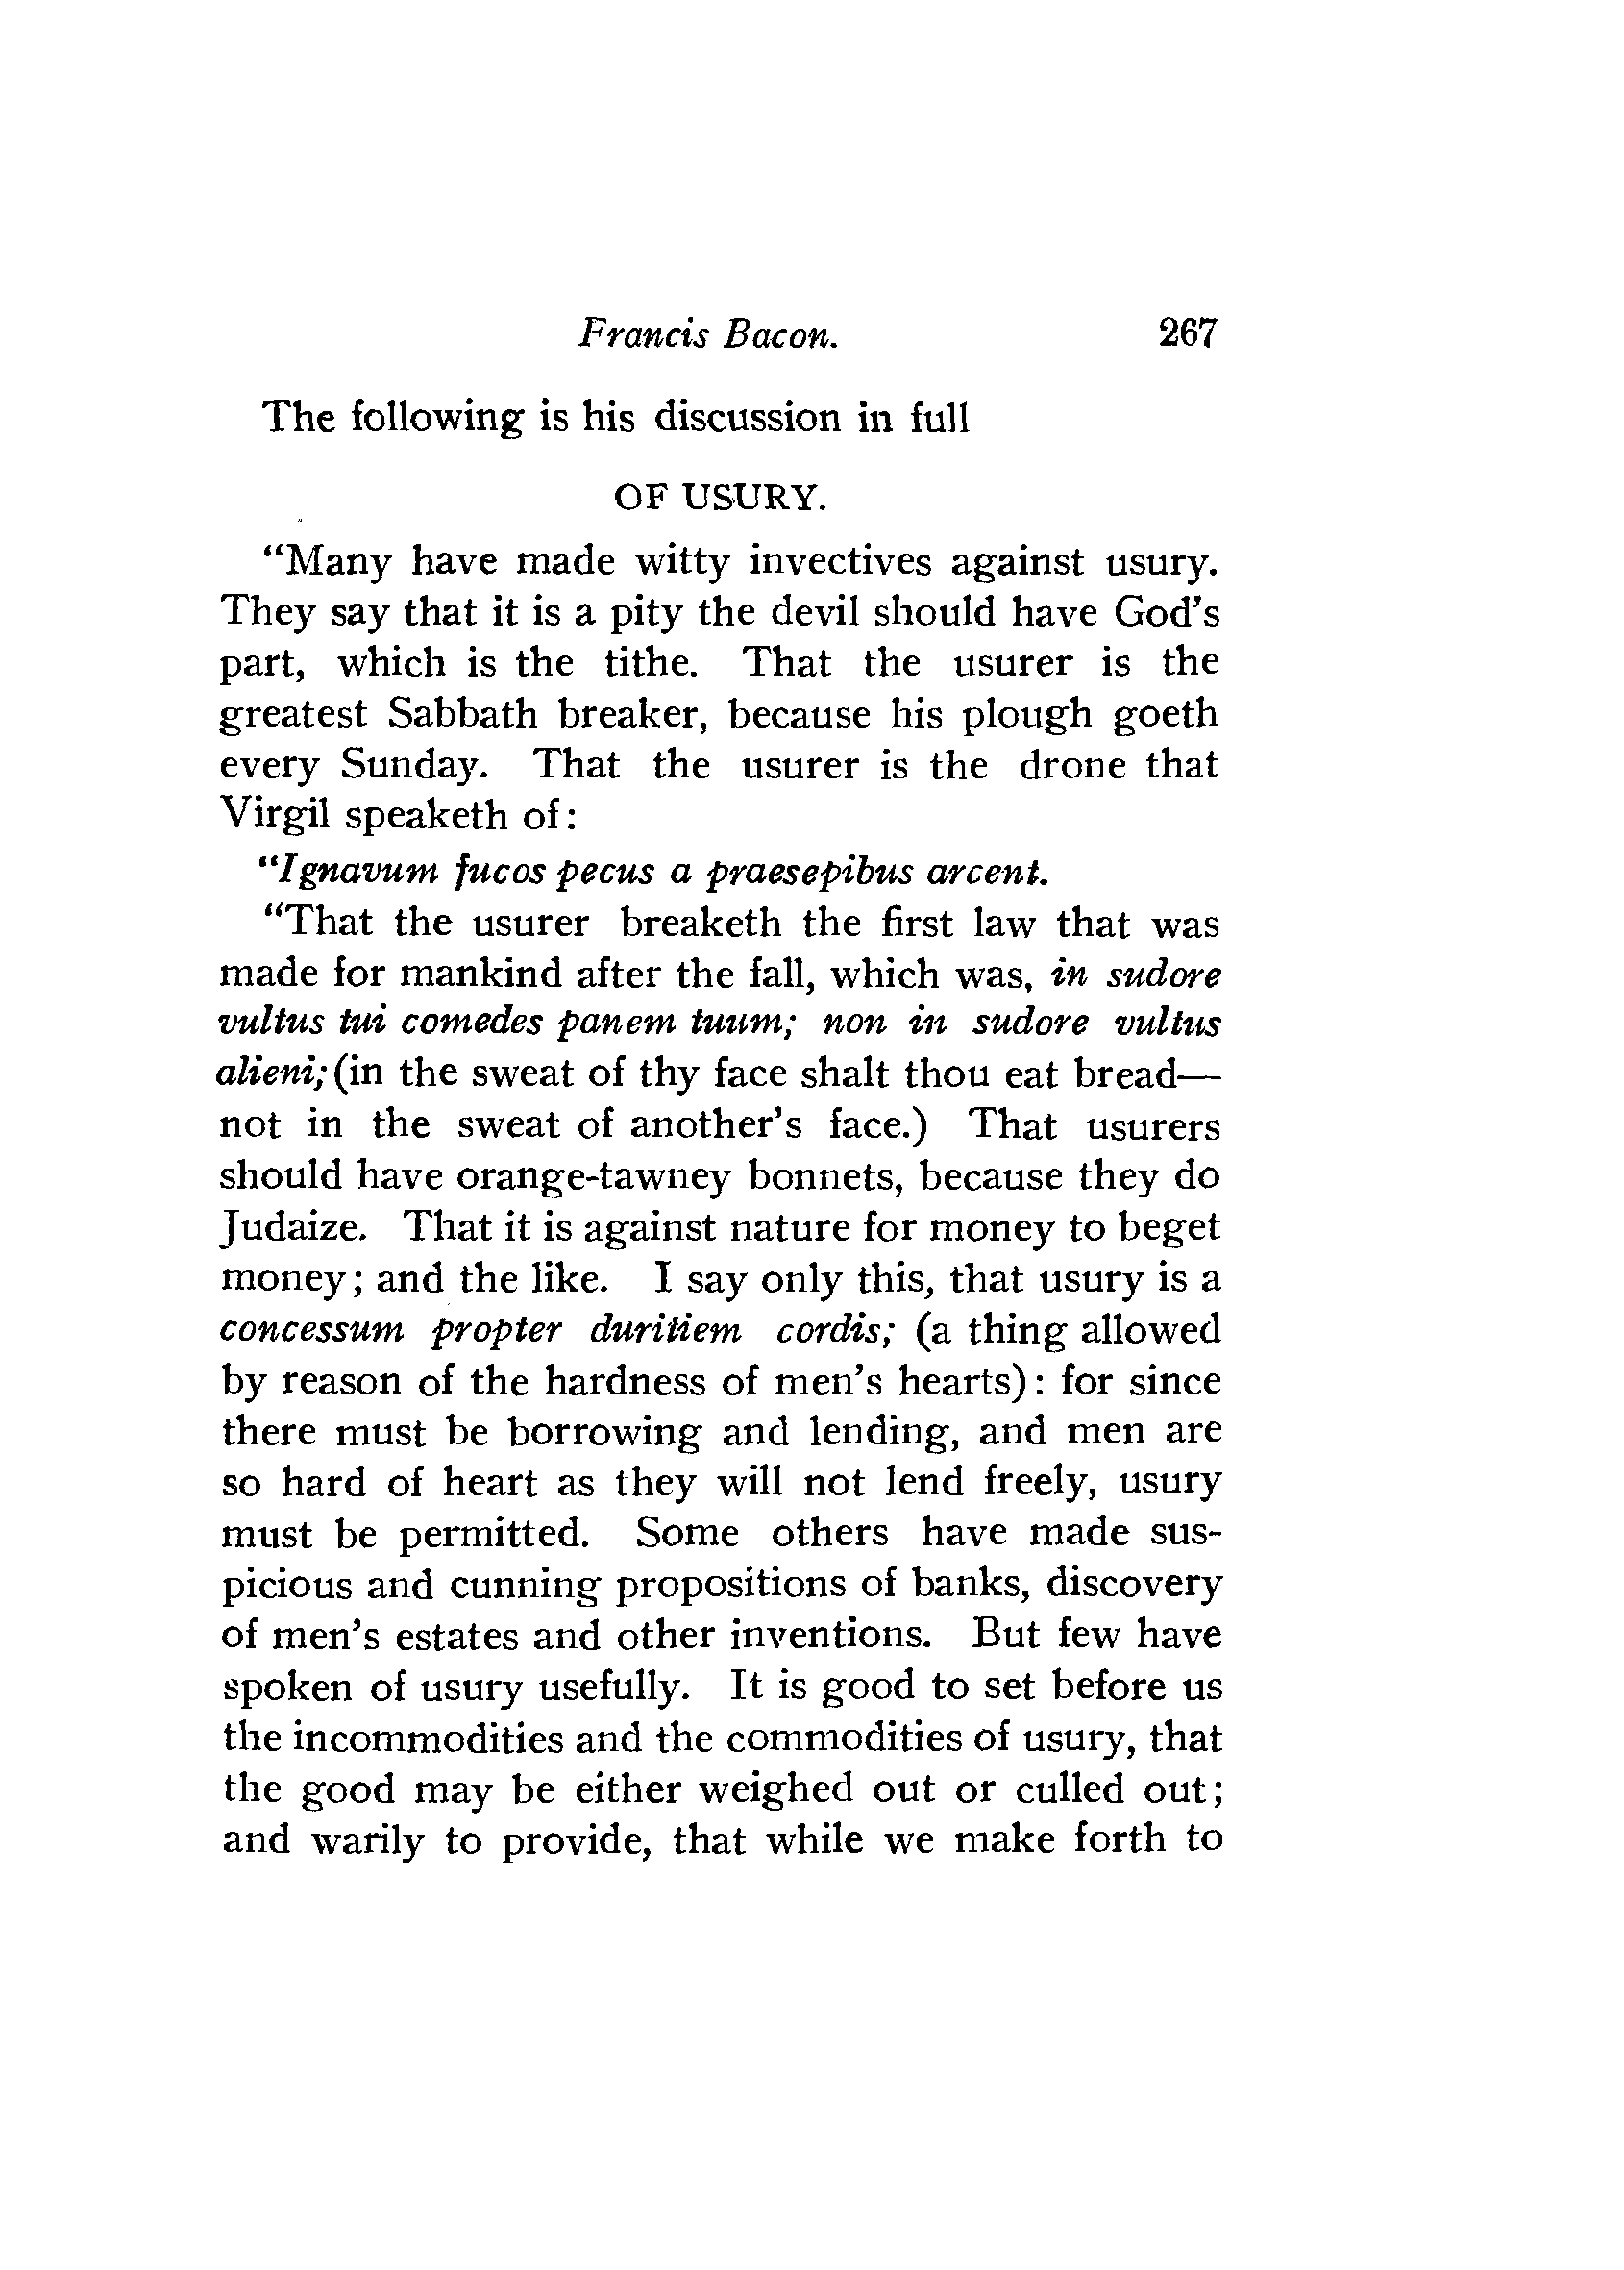 Francis Bacon. 267
The following is his discussion in full
OF USURY.
“Many have made witty invectives against usury.
They say that it is a pity the devil should have God’s
part, which is the tithe. That the usurer is the
greatest Sabbath breaker, because his plough goeth
every Sunday. That the usurer is the drone that
Virgil speaketh of:
“Ignavum fucos pecus a praesepibus arcent.
“That the usurer breaketh the first law that was
made for mankind after the fall, which was, in sudore
vultus tui comedes panem tuum; non in sudore vultus
alieni; (in the sweat of thy face shalt thou eat bread—
not in the sweat of another’s face.) That usurers
should have orange-tawney bonnets, because they do
Judaize. That it is against nature for money to beget
money; and the like. I say only this, that usury is a
concessum propter duritiem cordis; (a thing allowed
by reason of the hardness of men’s hearts): for since
there must be borrowing and lending, and men are
so hard of heart as they will not lend freely, usury
must be permitted. Some others have made sus-
picious and cunning propositions of banks, discovery
of men’s estates and other inventions. But few have
spoken of usury usefully. It is good to set before us
the incommodities and the commodities of usury, that
the good may be either weighed out or culled out;
and warily to provide, that while we make forth to